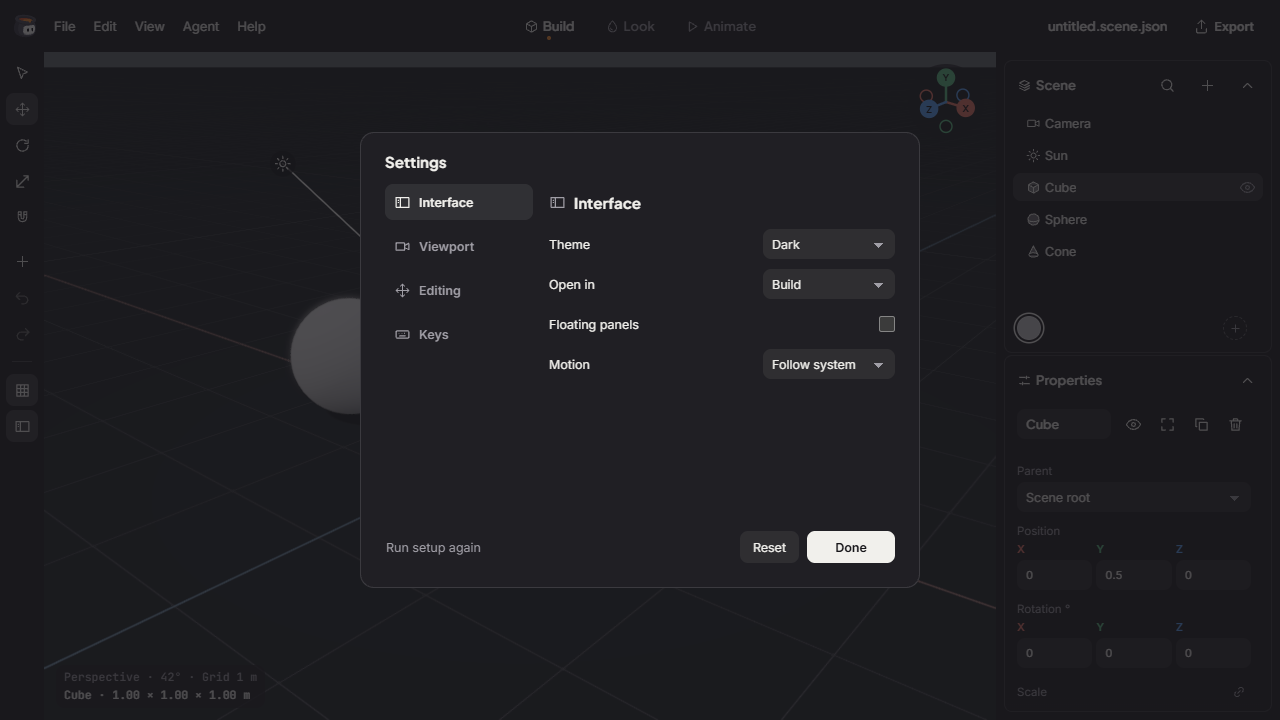 File Edit View Agent Help
Build Look Animate
untitled.scene.json Export
Y
Z X
Scene
Camera
Sun
Cube
Sphere
Cone
Settings
Interface
Viewport
Editing
Keys
Interface
Theme Dark
Open in Build
Floating panels
Motion Follow system
Run setup again Reset Done
Properties
Cube
Parent
Scene root
Position
X Y Z
0 0.5 0
Rotation *
X Y Z
0 0 0
Scale
Perspective · 42° · Grid 1 m
Cube · 1.00 × 1.00 × 1.00 m